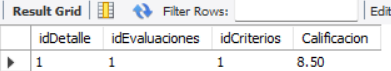 Result Grid Filter Rows: Edit
idDetalle idEvaluaciones idCriterios Calificacion
1 1 1 8.50